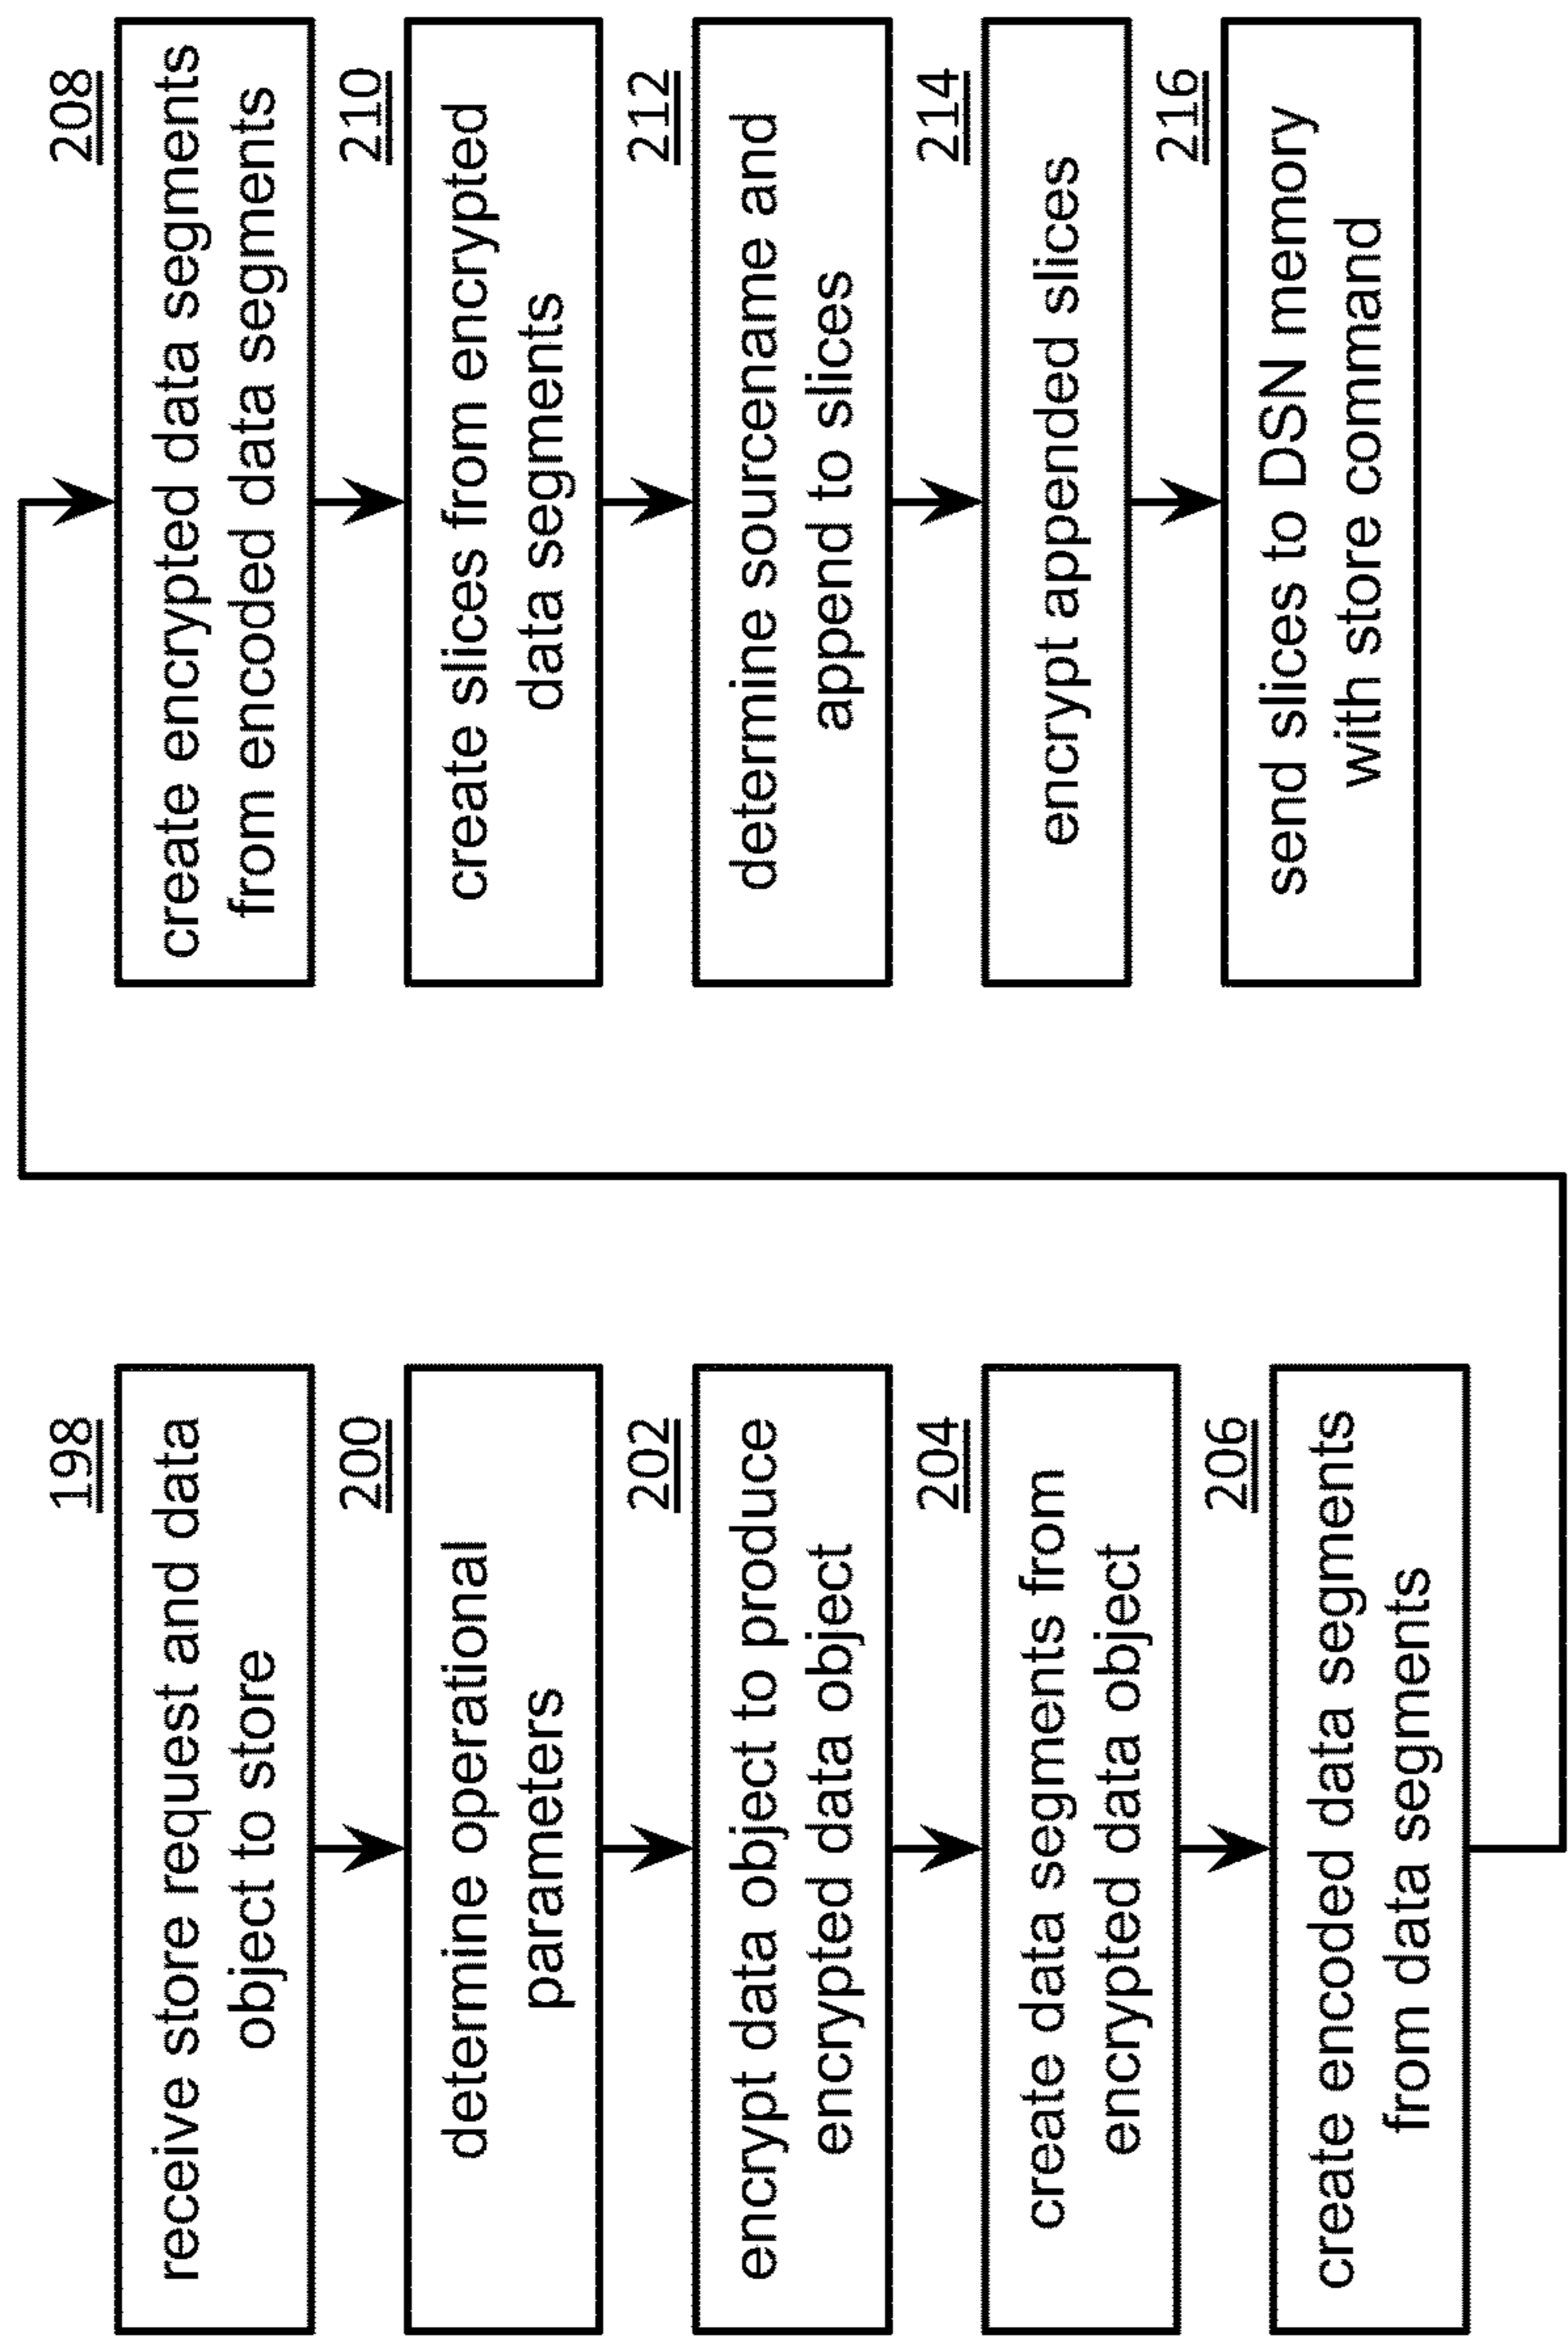 198
receive store request and data
object to store
200
determine operational
parameters
202
encrypt data object to produce
encrypted data object
204
create data segments from
encrypted data object
206
create encoded data segments
from data segments
208
create encrypted data segments
from encoded data segments
210
create slices from encrypted
data segments
212
determine sourcename and
append to slices
214
encrypt appended slices
216
send slices to DSN memory
with store command